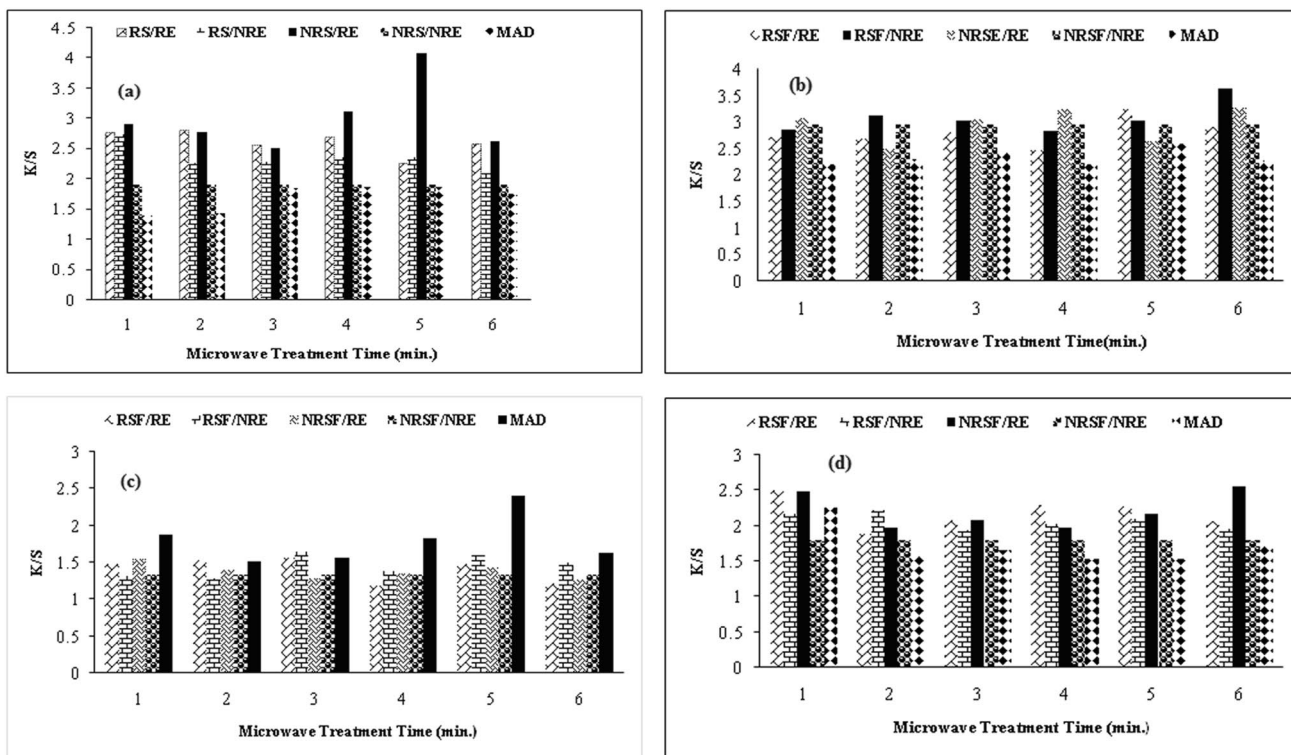 RS/RE RS/NRE NRS/RE NRS/NRE MAD
(a)
K/S
4.5
4
3.5
3
2.5
2
1.5
1
0.5
0
1 2 3 4 5 6
Microwave Treatment Time (min.)
RSF/RE RSF/NRE NRSE/RE NRSF/NRE MAD
(b)
K/S
4
3.5
3
2.5
2
1.5
1
0.5
0
1 2 3 4 5 6
Microwave Treatment Time(min.)
RSF/RE RSF/NRE NRSF/RE NRSF/NRE MAD
(c)
K/S
3
2.5
2
1.5
1
0.5
0
1 2 3 4 5 6
Microwave Treatment Time (min.)
RSF/RE RSF/NRE NRSF/RE NRSF/NRE MAD
(d)
K/S
3
2.5
2
1.5
1
0.5
0
1 2 3 4 5 6
Microwave Treatment Time (min.)